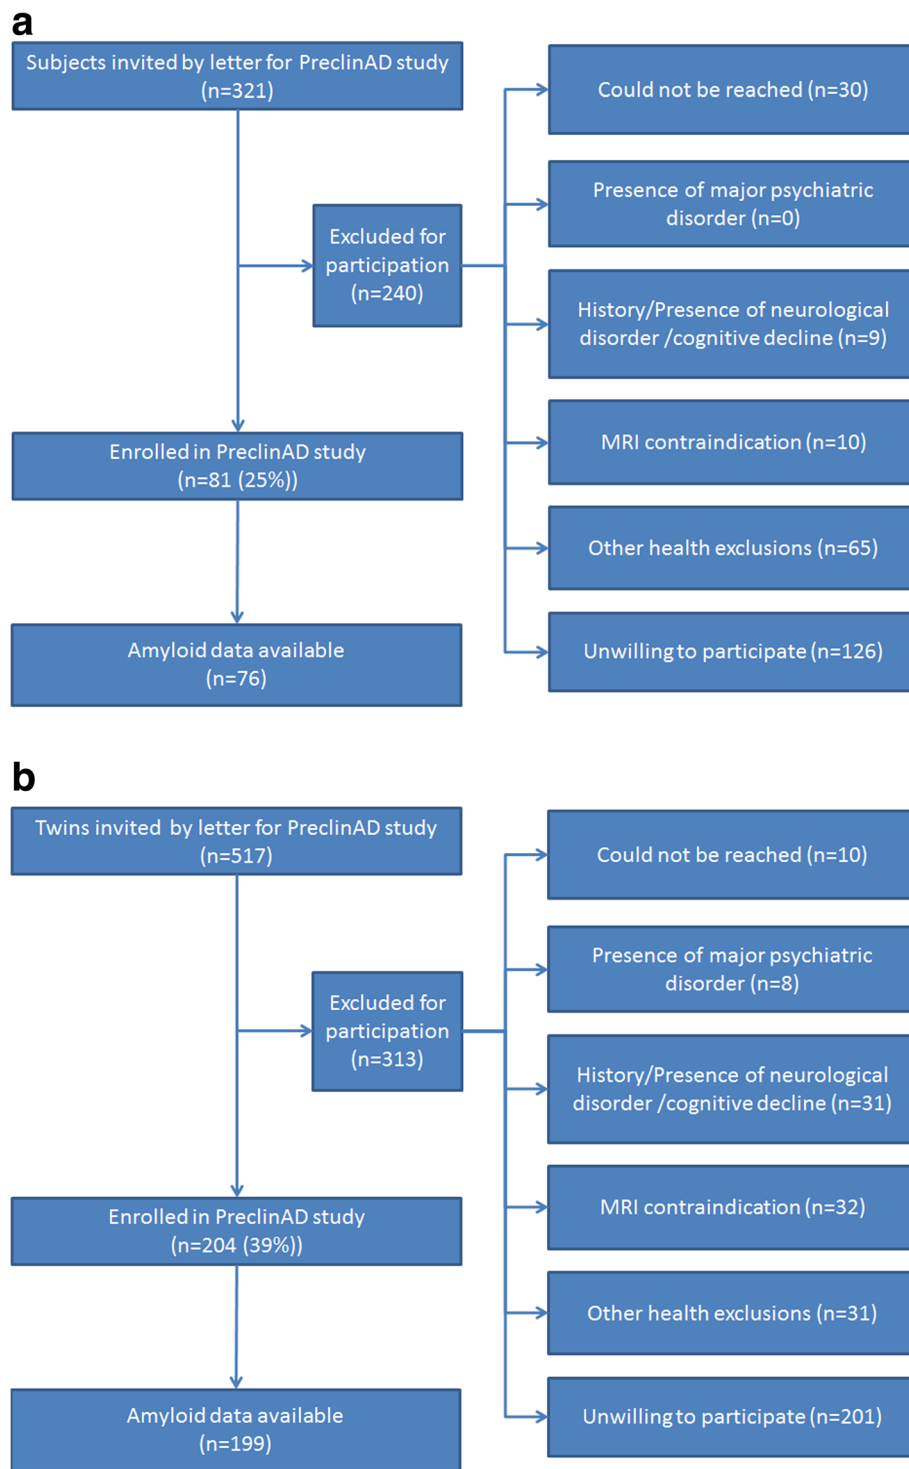 a
Subjects invited by letter for PreclinAD study
(n=321)
Excluded for
participation
(n=240)
Enrolled in PreclinAD study
(n=81 (25%))
Amyloid data available
(n=76)
Could not be reached (n=30)
Presence of major psychiatric
disorder (n=0)
History/Presence of neurological
disorder /cognitive decline (n=9)
MRI contraindication (n=10)
Other health exclusions (n=65)
Unwilling to participate (n=126)
b
Twins invited by letter for PreclinAD study
(n=517)
Excluded for
participation
(n=313)
Enrolled in PreclinAD study
(n=204 (39%))
Amyloid data available
(n=199)
Could not be reached (n=10)
Presence of major psychiatric
disorder (n=8)
History/Presence of neurological
disorder /cognitive decline (n=31)
MRI contraindication (n=32)
Other health exclusions (n=31)
Unwilling to participate (n=201)